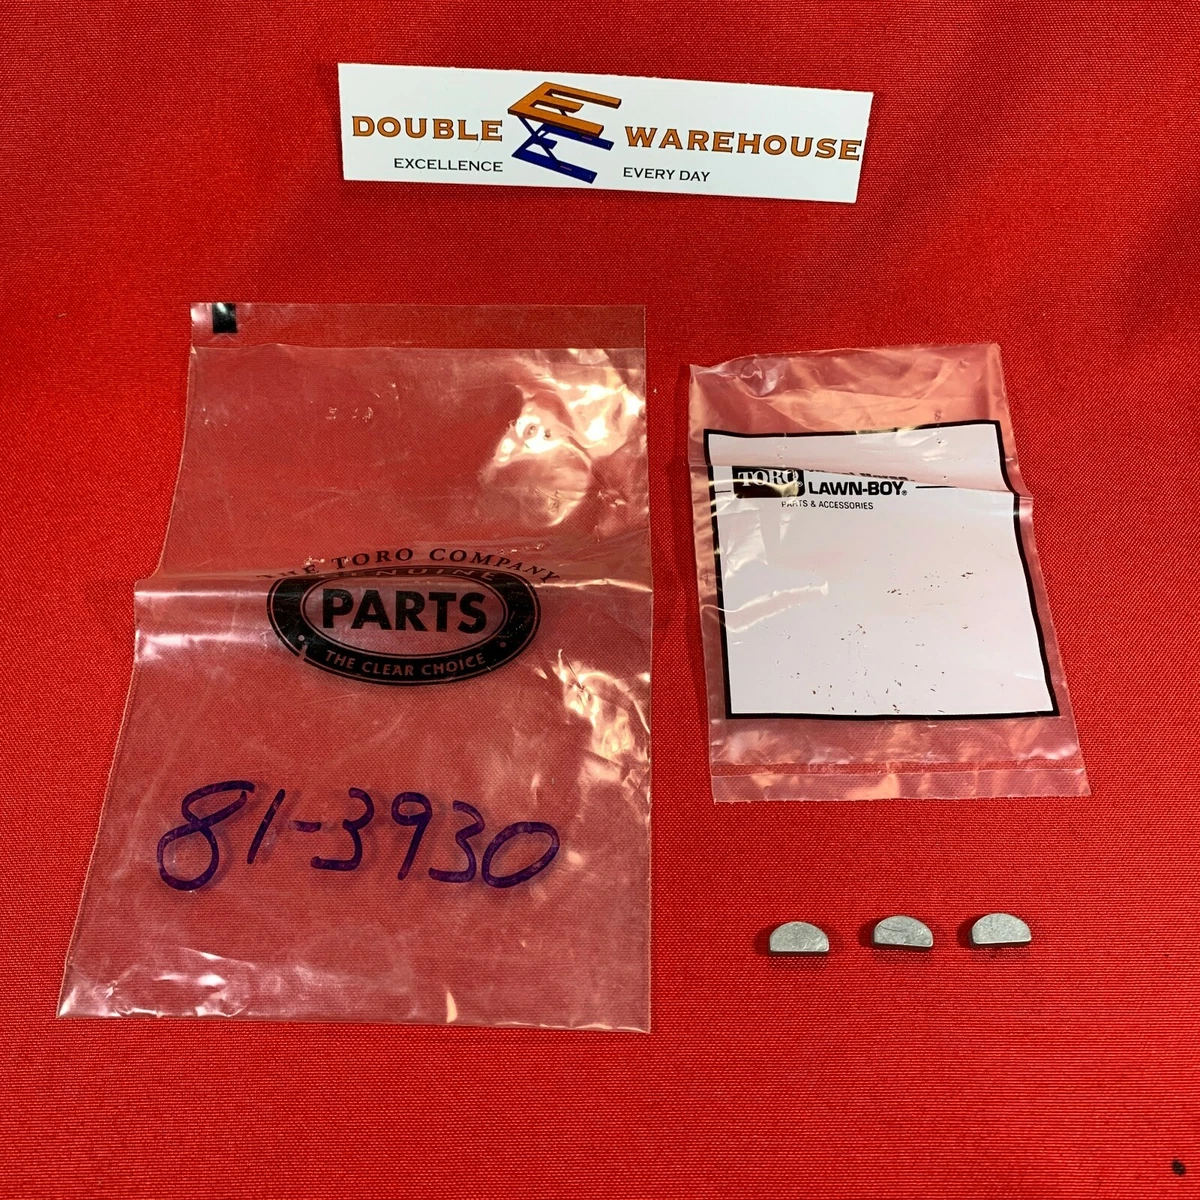 DOUBLE EE WAREHOUSE
EXCELLENCE EVERY DAY
THE TORO COMPANY
GENUINE
PARTS
THE CLEAR CHOICE
81-3930
TORO
LAWN-BOY®
PARTS & ACCESSORIES